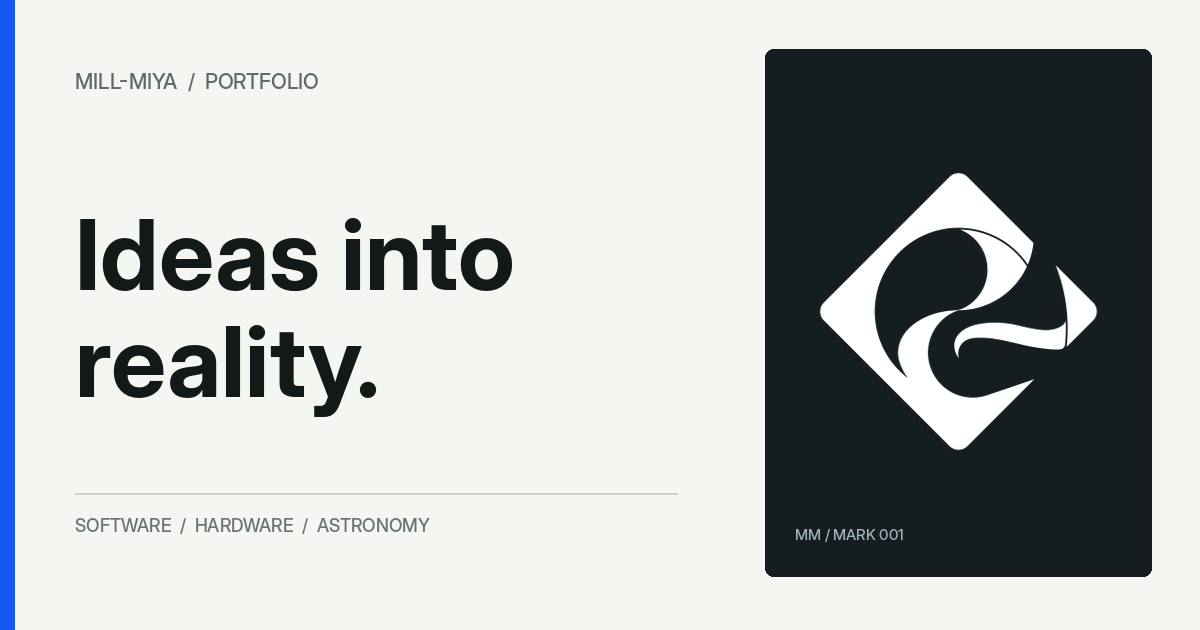 MILL-MIYA / PORTFOLIO
Ideas into
reality.
SOFTWARE / HARDWARE / ASTRONOMY
MM / MARK 001